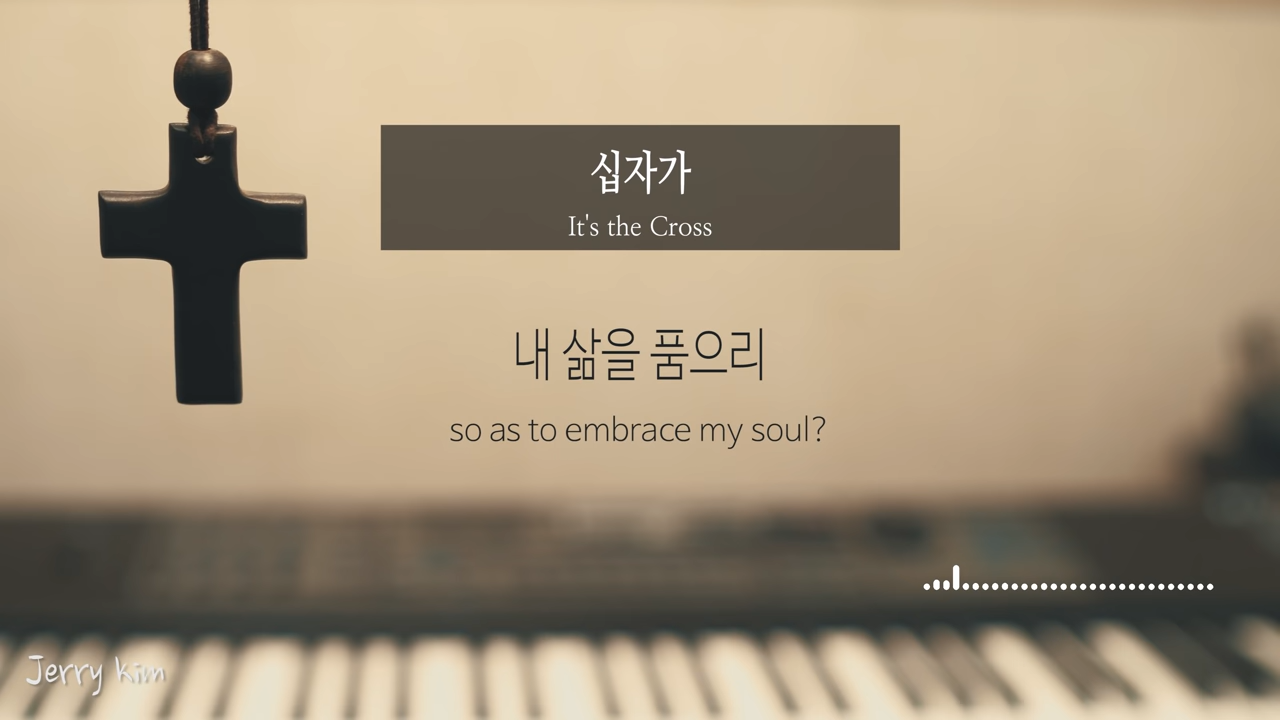 십자가
It's the Cross
내 삶을 품으리
so as to embrace my soul?
Jerry Kim